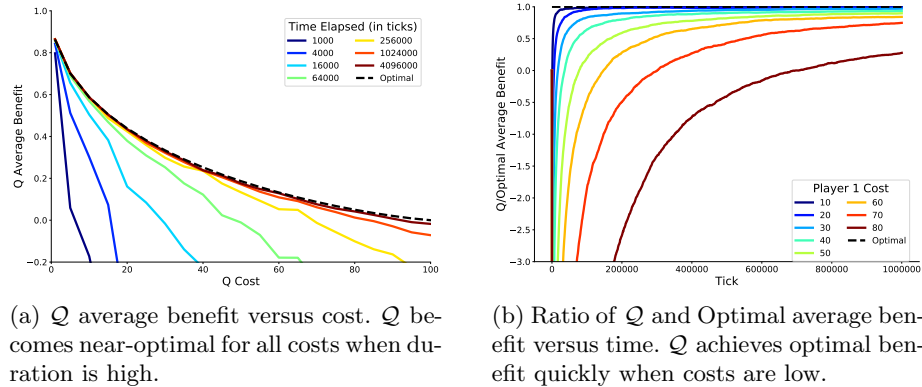 Time Elapsed (in ticks)
1000 256000
4000 1024000
16000 4096000
64000 Optimal
1.0
0.8
0.6
0.4
0.2
0.0
−0.2
Q Average Benefit
0 20 40 60 80 100
Q Cost
1.0
0.5
0.0
−0.5
−1.0
−1.5
−2.0
−2.5
−3.0
Q/Optimal Average Benefit
Player 1 Cost
10 60
20 70
30 80
40 Optimal
50
0 200000 400000 600000 800000 1000000
Tick
(a) Q average benefit versus cost. Q be-
comes near-optimal for all costs when du-
ration is high.
(b) Ratio of Q and Optimal average ben-
efit versus time. Q achieves optimal ben-
efit quickly when costs are low.